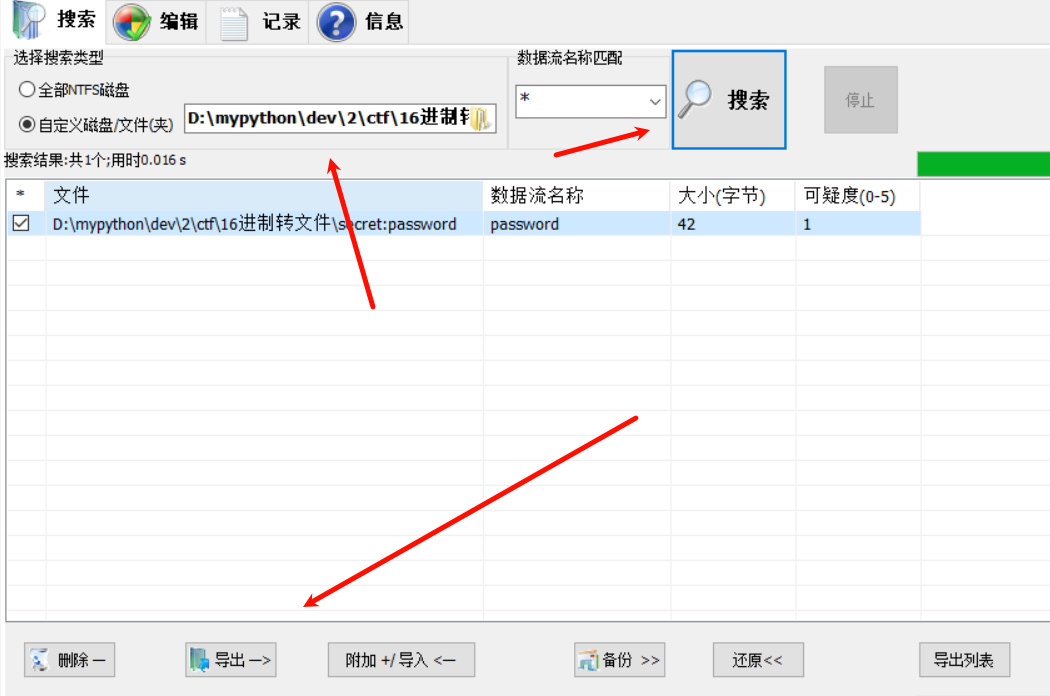 搜索 编辑 记录 信息
选择搜索类型 数据流名称匹配
全部NTFS磁盘
* 搜索 停止
自定义磁盘/文件(夹) D:\mypython\dev\2\ctf\16进制转
搜索结果:共1个;用时0.016 s
* 文件 数据流名称 大小(字节) 可疑度(0-5)
D:\mypython\dev\2\ctf\16进制转文件\secret:password password 42 1
删除 — 导出 —> 附加 +/ 导入 <— 备份 >> 还原<< 导出列表